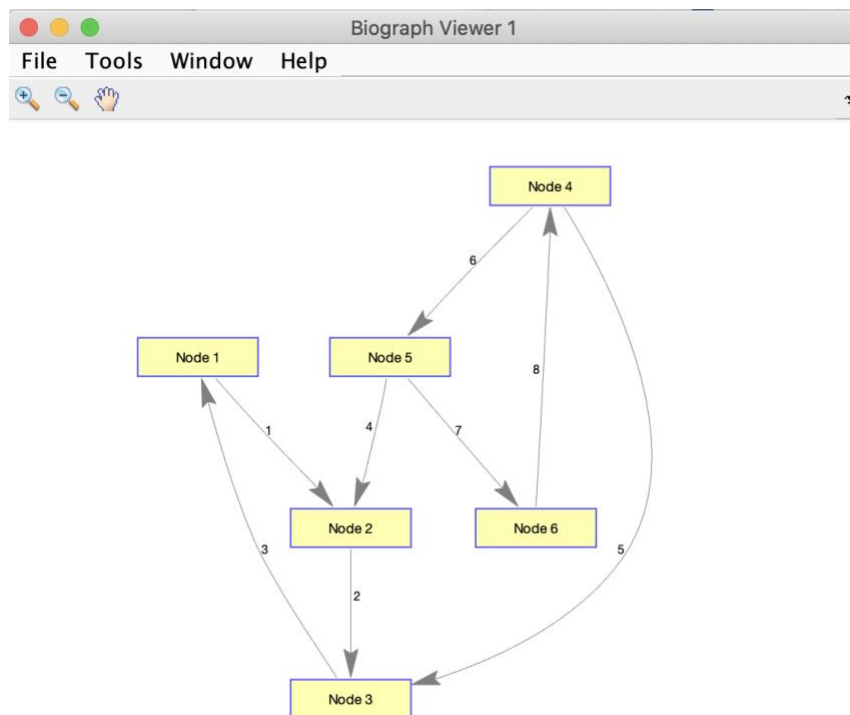 Biograph Viewer 1
File Tools Window Help
Node 4
6
Node 1
Node 5
8
1
4
7
Node 2
Node 6
3
5
2
Node 3